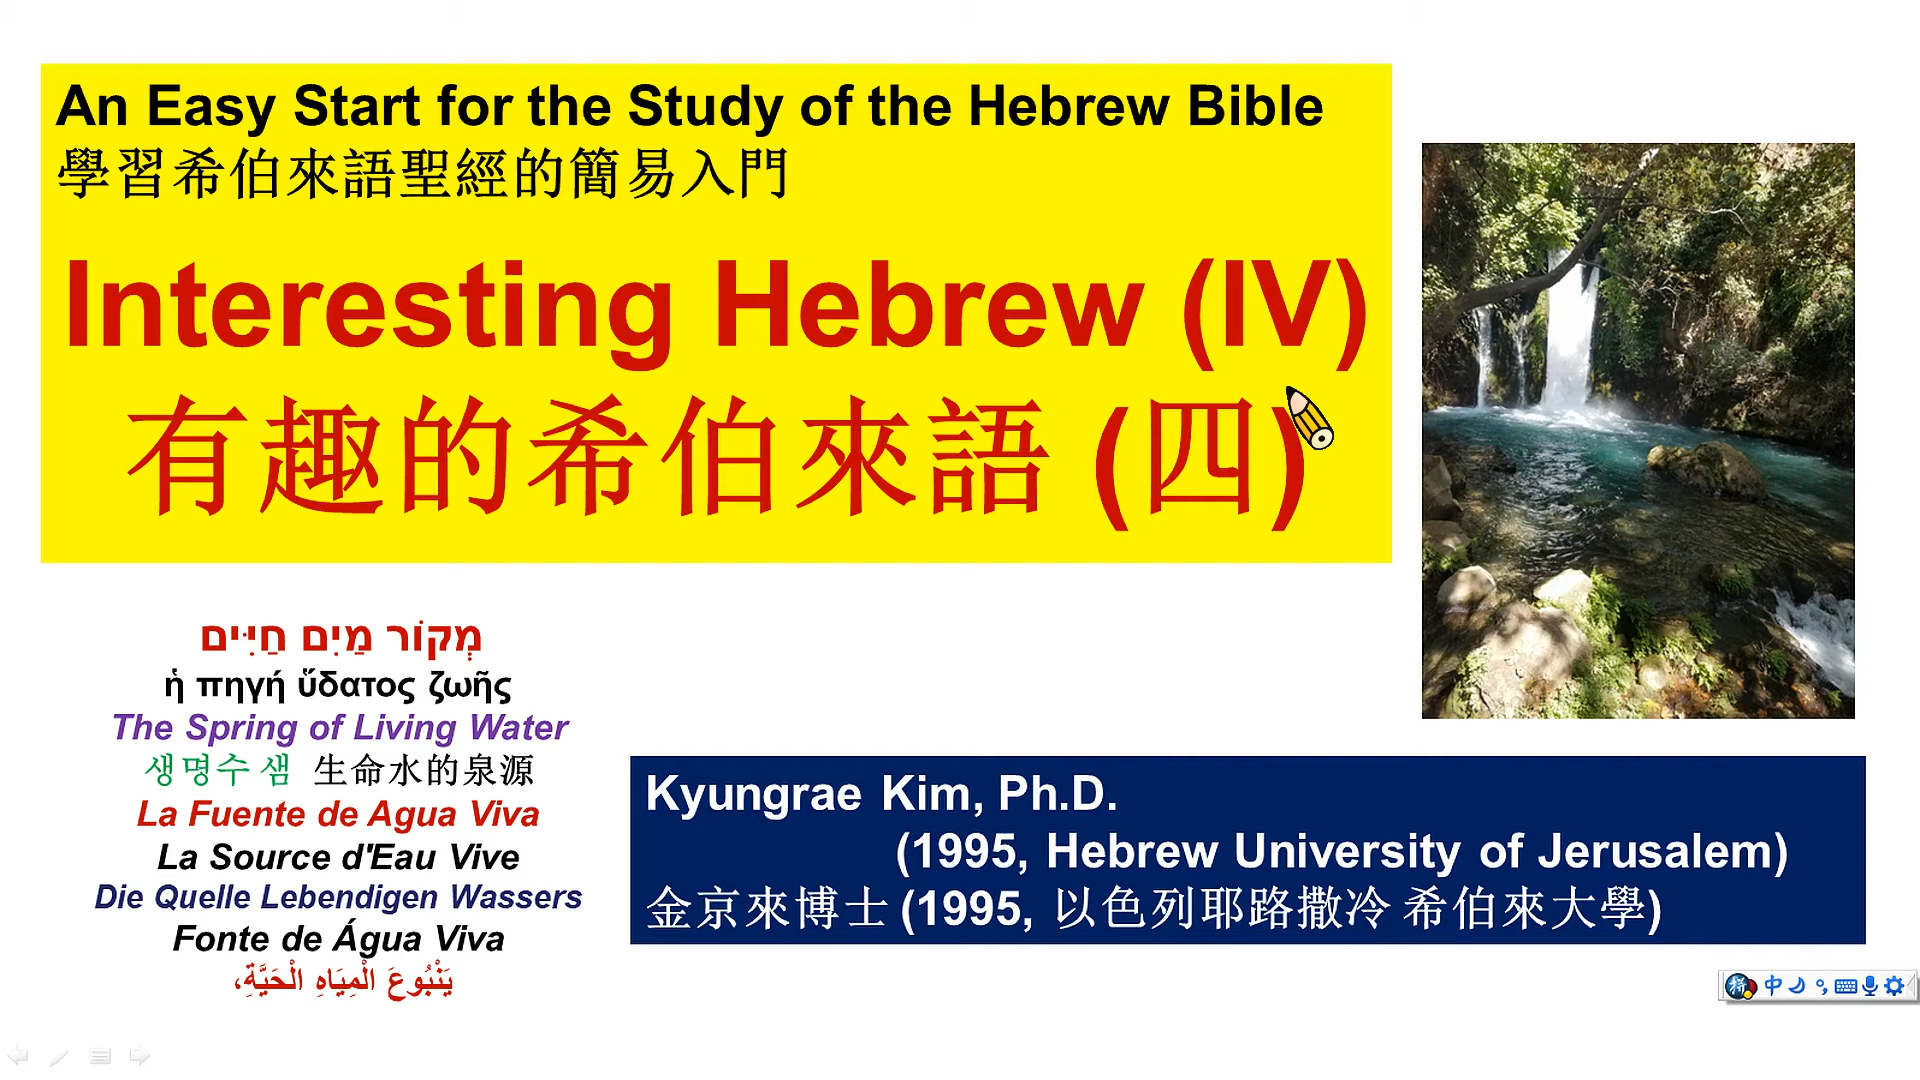 An Easy Start for the Study of the Hebrew Bible
學習希伯來語聖經的簡易入門
Interesting Hebrew (IV)
有趣的希伯來語 (四)
מְקוֹר מַיִם חַיִּים
ἡ πηγή ὕδατος ζωῆς
The Spring of Living Water
생명수 샘 生命水的泉源
La Fuente de Agua Viva
La Source d'Eau Vive
Die Quelle Lebendigen Wassers
Fonte de Água Viva
يَنْبُوعَ الْمِيَاهِ الْحَيَّةِ،
Kyungrae Kim, Ph.D.
(1995, Hebrew University of Jerusalem)
金京來博士 (1995, 以色列耶路撒冷 希伯來大學)
拼 中